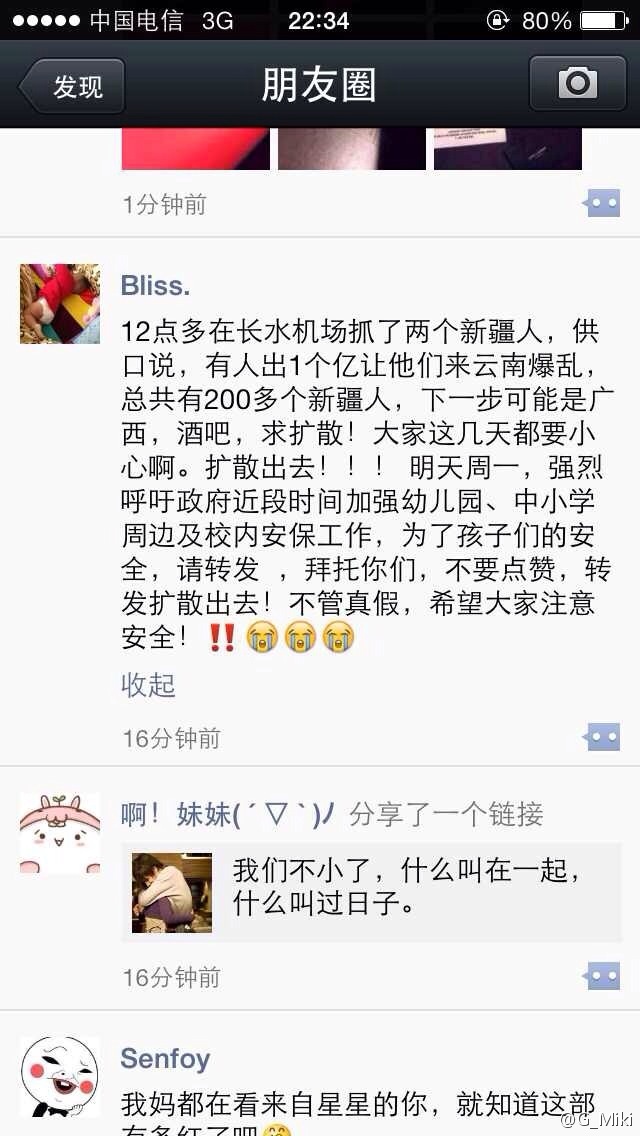 中国电信 3G 22:34 80%
发现 朋友圈
1分钟前
Bliss.
12点多在长水机场抓了两个新疆人，供
口说，有人出1个亿让他们来云南爆乱，
总共有200多个新疆人，下一步可能是广
西，酒吧，求扩散！大家这几天都要小
心啊。扩散出去！！！ 明天周一，强烈
呼吁政府近段时间加强幼儿园、中小学
周边及校内安保工作，为了孩子们的安
全，请转发 ，拜托你们，不要点赞，转
发扩散出去！不管真假，希望大家注意
安全！‼️😭😭😭
收起
16分钟前
啊！妹妹( ´ ▽ ` )ﾉ 分享了一个链接
我们不小了，什么叫在一起，
什么叫过日子。
16分钟前
Senfoy
我妈都在看来自星星的你，就知道这部
有多红了吧
@G_Miki